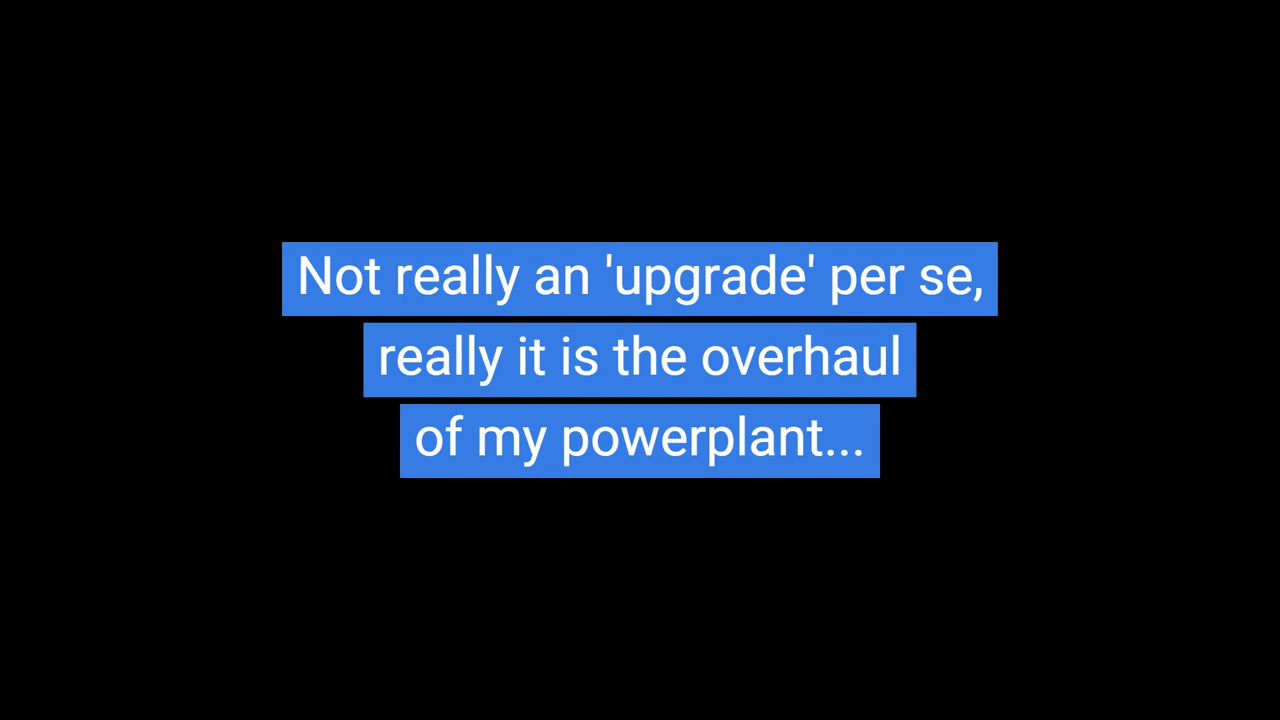 Not really an 'upgrade' per se,
really it is the overhaul
of my powerplant...